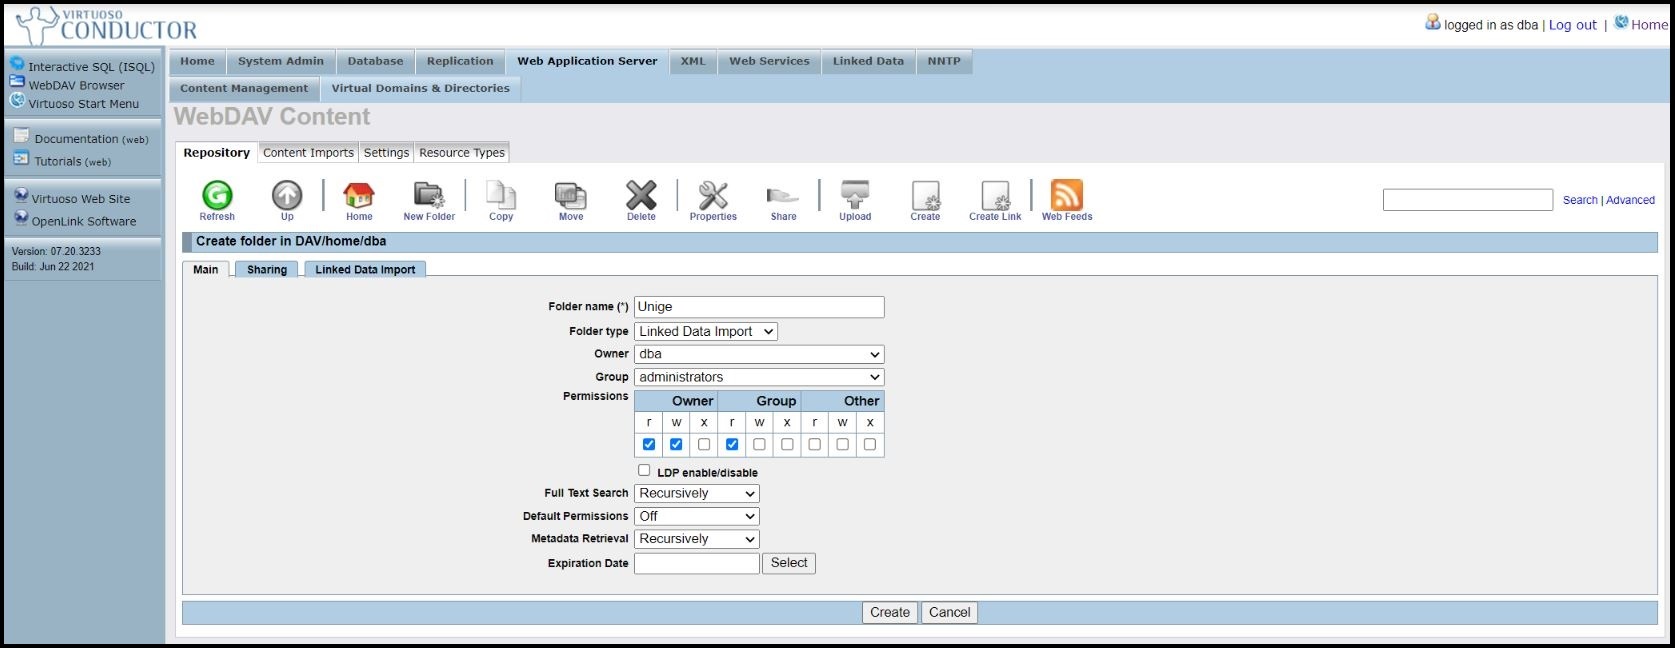 VIRTUOSO
CONDUCTOR
logged in as dba | Log out | Home
Interactive SQL (ISQL)
WebDAV Browser
Virtuoso Start Menu
Documentation (web)
Tutorials (web)
Virtuoso Web Site
OpenLink Software
Version: 07.20.3233
Build: Jun 22 2021
Home System Admin Database Replication Web Application Server XML Web Services Linked Data NNTP
Content Management Virtual Domains & Directories
WebDAV Content
Repository Content Imports Settings Resource Types
Refresh Up Home New Folder Copy Move Delete Properties Share Upload Create Create Link Web Feeds
Search | Advanced
Create folder in DAV/home/dba
Main Sharing Linked Data Import
Folder name (*) Unige
Folder type Linked Data Import
Owner dba
Group administrators
Permissions Owner Group Other
r w x r w x r w x
LDP enable/disable
Full Text Search Recursively
Default Permissions Off
Metadata Retrieval Recursively
Expiration Date Select
Create Cancel